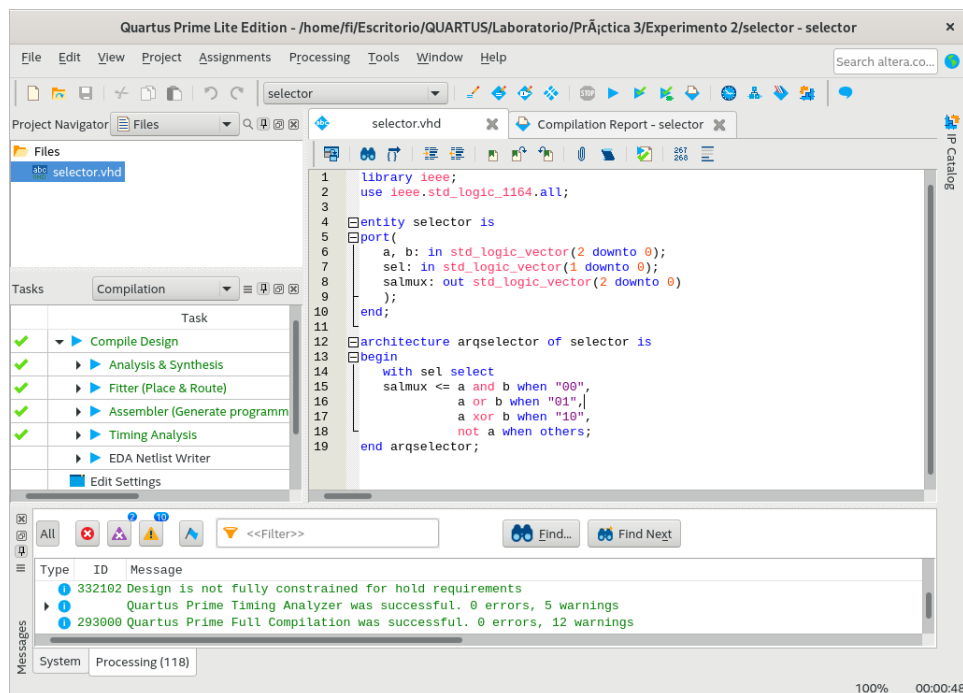 Quartus Prime Lite Edition - /home/fi/Escritorio/QUARTUS/Laboratorio/PrÃ¡ctica 3/Experimento 2/selector - selector
File Edit View Project Assignments Processing Tools Window Help
Search altera.co...
selector
Project Navigator Files
selector.vhd
Compilation Report - selector
IP Catalog
Files
selector.vhd
267
268
1 library ieee;
2 use ieee.std_logic_1164.all;
3
4 entity selector is
5 port(
6 a, b: in std_logic_vector(2 downto 0);
7 sel: in std_logic_vector(1 downto 0);
8 salmux: out std_logic_vector(2 downto 0)
9 );
10 end;
11
12 architecture arqselector of selector is
13 begin
14 with sel select
15 salmux <= a and b when "00",
16 a or b when "01",
17 a xor b when "10",
18 not a when others;
19 end arqselector;
Tasks Compilation
Task
Compile Design
Analysis & Synthesis
Fitter (Place & Route)
Assembler (Generate programm
Timing Analysis
EDA Netlist Writer
Edit Settings
All 2 10 <<Filter>> Find... Find Next
Type ID Message
332102 Design is not fully constrained for hold requirements
Quartus Prime Timing Analyzer was successful. 0 errors, 5 warnings
293000 Quartus Prime Full Compilation was successful. 0 errors, 12 warnings
Messages
System Processing (118)
100% 00:00:48